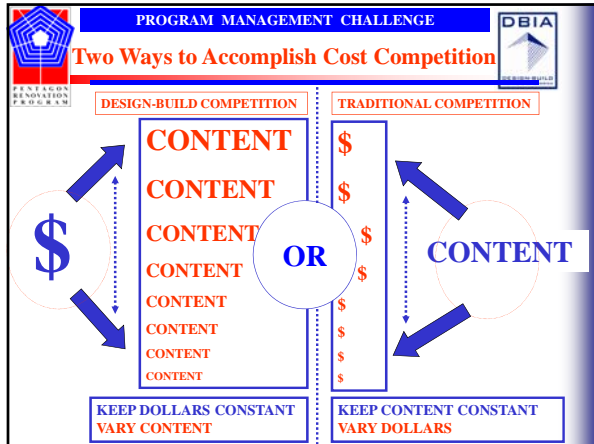 PROGRAM MANAGEMENT CHALLENGE
DBIA
Two Ways to Accomplish Cost Competition
DESIGN-BUILD
PENTAGON
RENOVATION
PROGRAM
DESIGN-BUILD COMPETITION
CONTENT
CONTENT
CONTENT
CONTENT
CONTENT
CONTENT
CONTENT
CONTENT
$
OR
TRADITIONAL COMPETITION
$
$
$
$
$
$
$
$
CONTENT
KEEP DOLLARS CONSTANT
VARY CONTENT
KEEP CONTENT CONSTANT
VARY DOLLARS